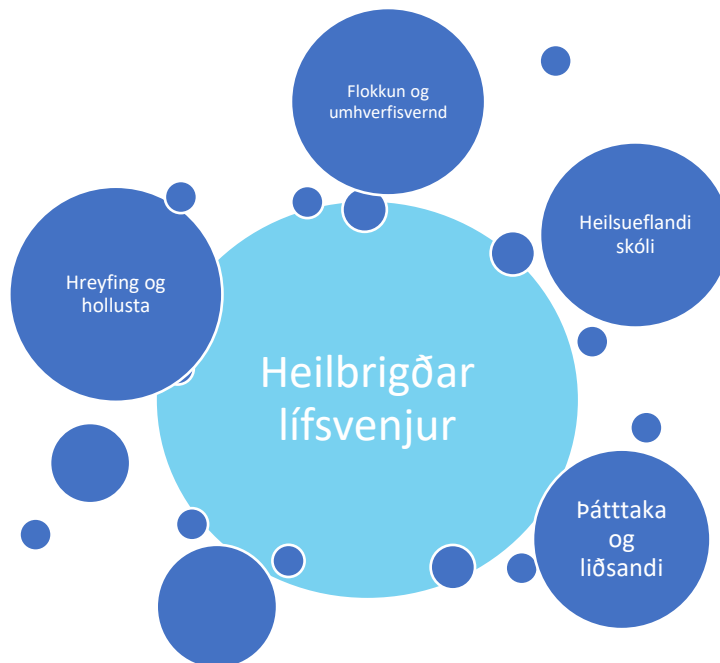 Flokkun og
umhverfisvernd
Heilsueflandi
skóli
Hreyfing og
hollusta
Heilbrigðar
lífsvenjur
Þátttaka
og
liðsandi